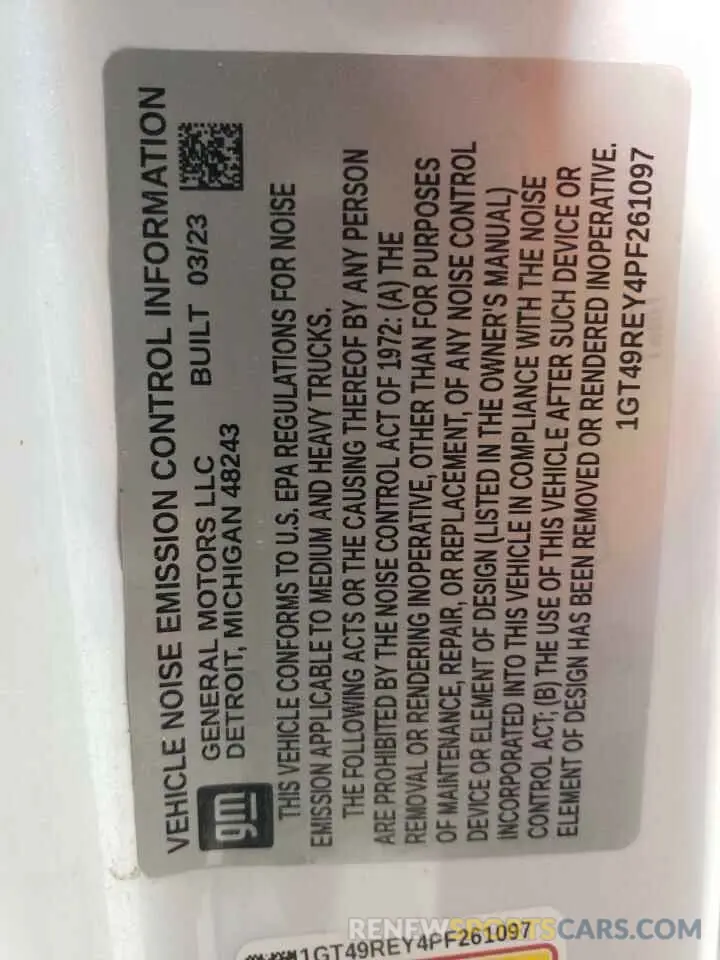 VEHICLE NOISE EMISSION CONTROL INFORMATION
gm
GENERAL MOTORS LLC
DETROIT, MICHIGAN 48243
BUILT 03/23
THIS VEHICLE CONFORMS TO U.S. EPA REGULATIONS FOR NOISE
EMISSION APPLICABLE TO MEDIUM AND HEAVY TRUCKS.
THE FOLLOWING ACTS OR THE CAUSING THEREOF BY ANY PERSON
ARE PROHIBITED BY THE NOISE CONTROL ACT OF 1972: (A) THE
REMOVAL OR RENDERING INOPERATIVE, OTHER THAN FOR PURPOSES
OF MAINTENANCE, REPAIR, OR REPLACEMENT, OF ANY NOISE CONTROL
DEVICE OR ELEMENT OF DESIGN (LISTED IN THE OWNER'S MANUAL)
INCORPORATED INTO THIS VEHICLE IN COMPLIANCE WITH THE NOISE
CONTROL ACT; (B) THE USE OF THIS VEHICLE AFTER SUCH DEVICE OR
ELEMENT OF DESIGN HAS BEEN REMOVED OR RENDERED INOPERATIVE.
1GT49REY4PF261097
1GT49REY4PF261097
RENEWSPORTSCARS.COM